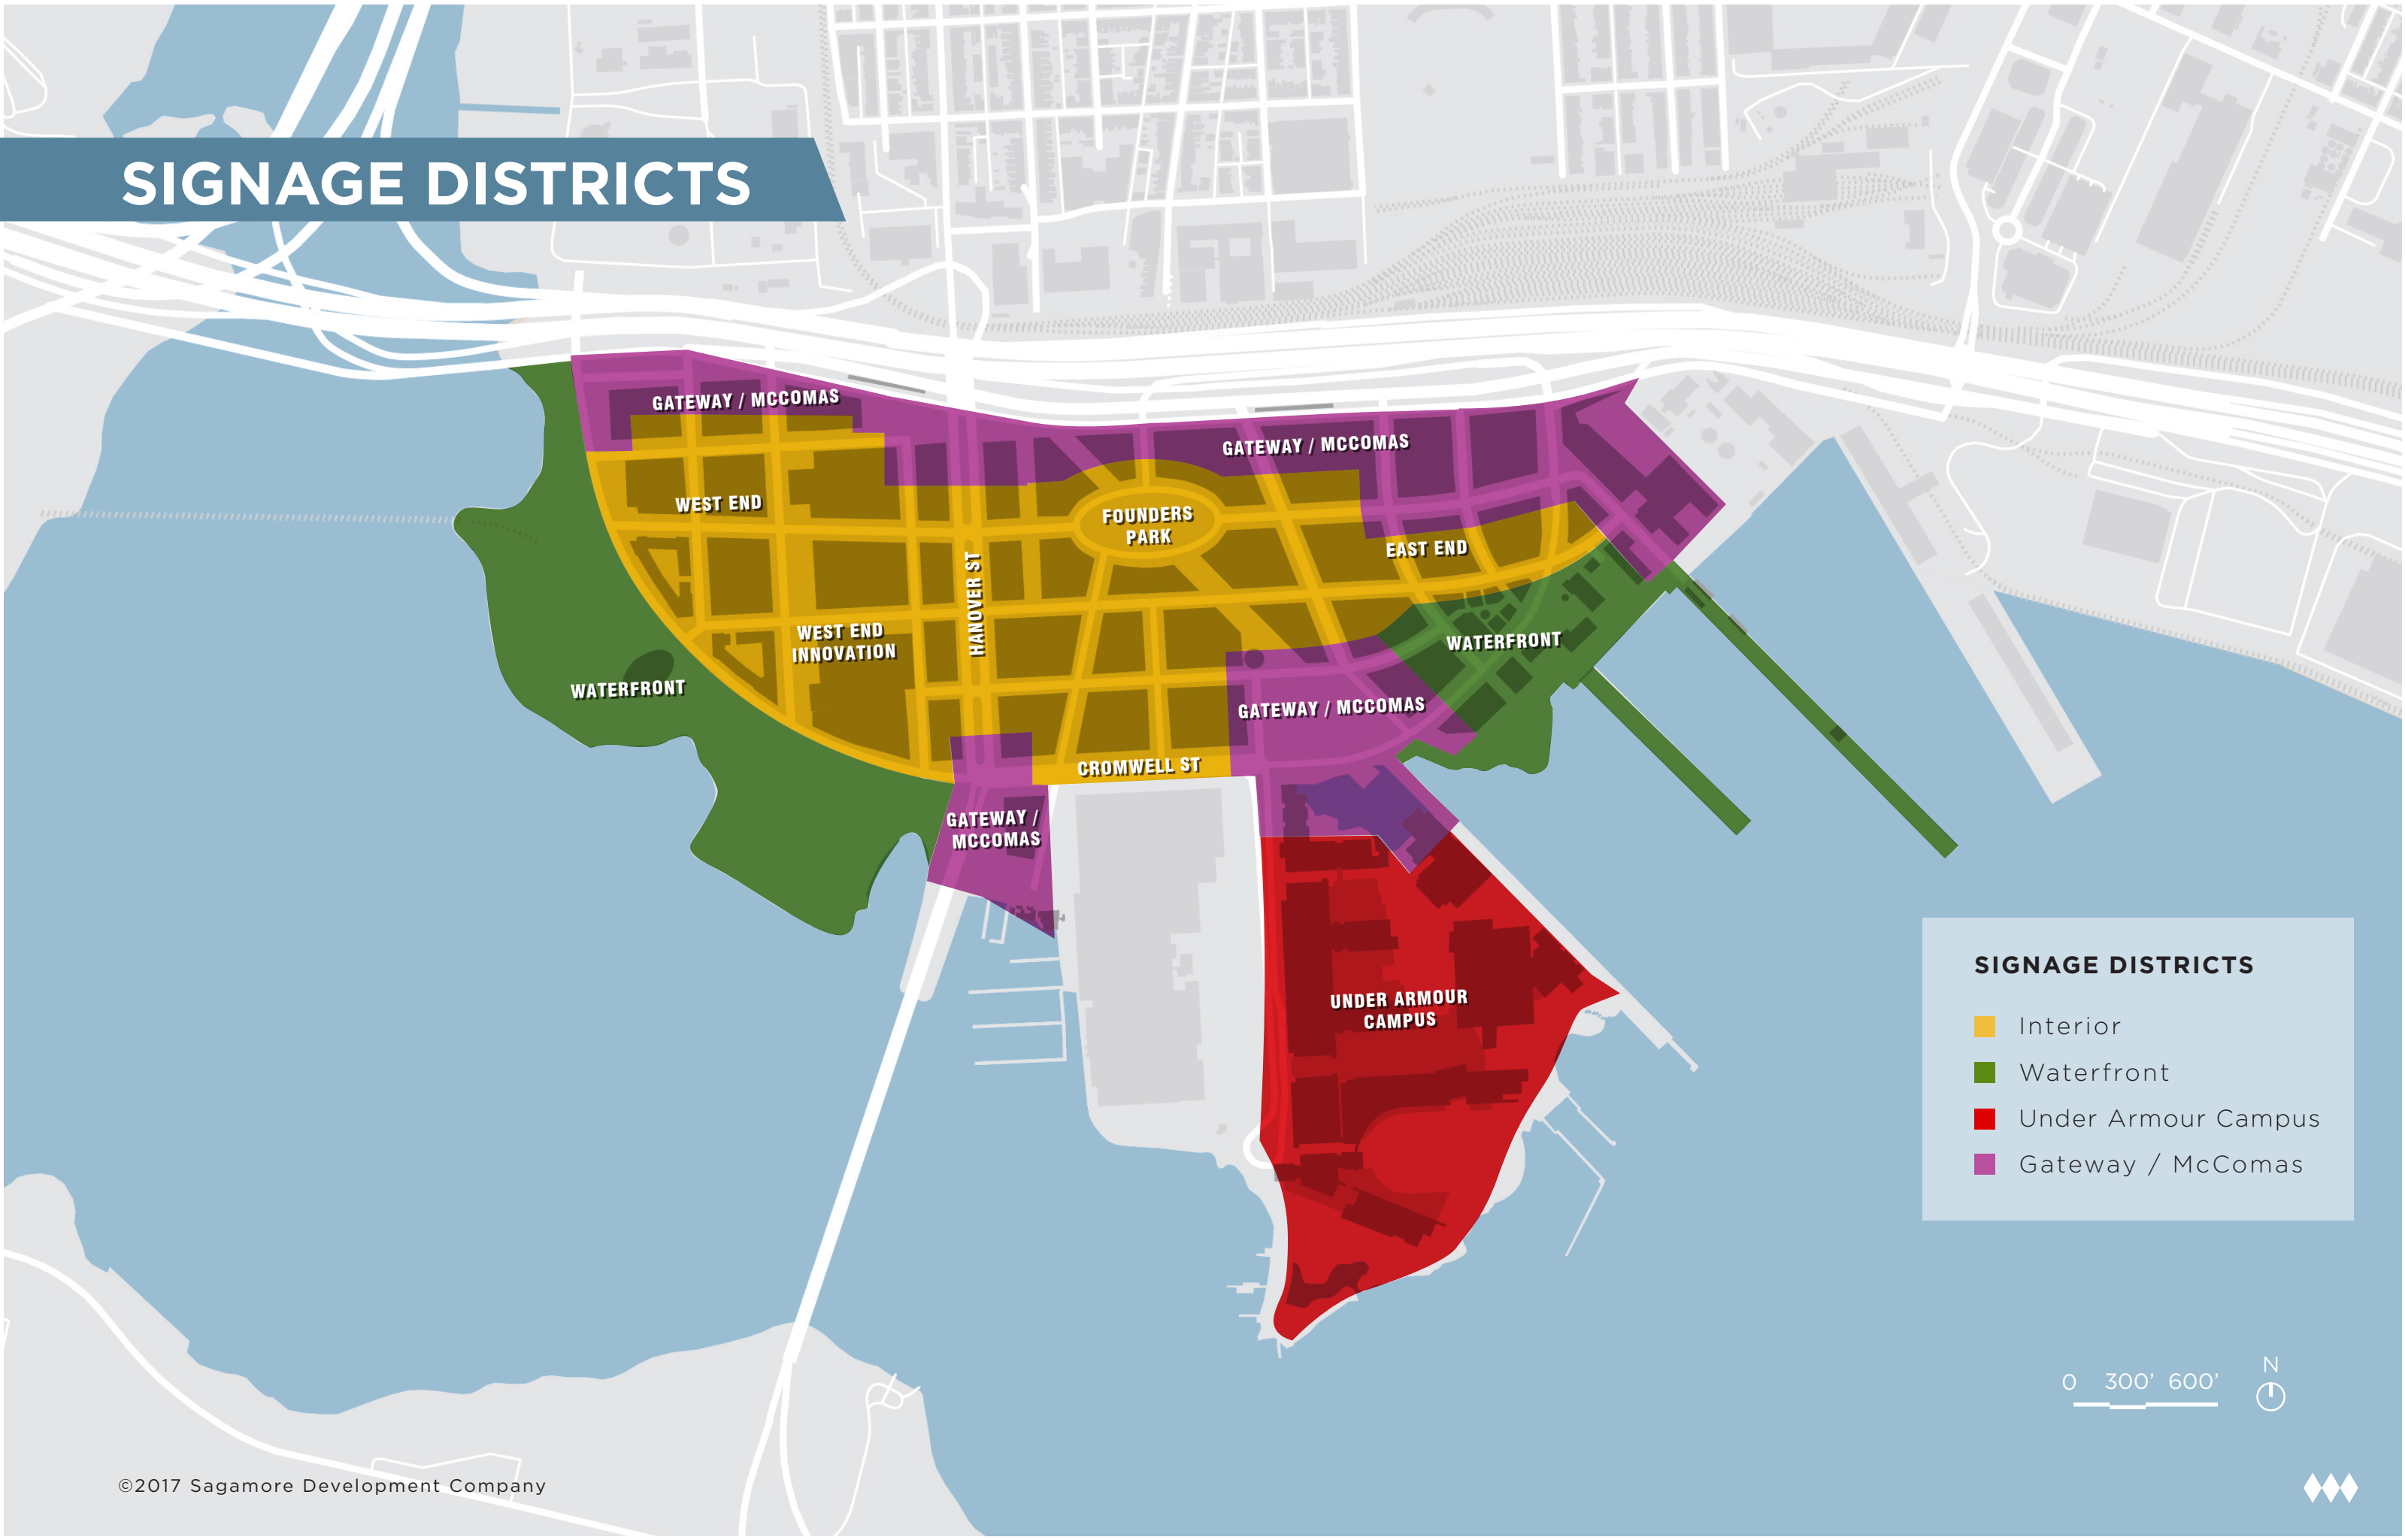 SIGNAGE DISTRICTS
GATEWAY / MCCOMAS
GATEWAY / MCCOMAS
WEST END
FOUNDERS
PARK
EAST END
HANOVER ST
WEST END
INNOVATION
WATERFRONT
WATERFRONT
GATEWAY / MCCOMAS
CROMWELL ST
GATEWAY /
MCCOMAS
UNDER ARMOUR
CAMPUS
SIGNAGE DISTRICTS
Interior
Waterfront
Under Armour Campus
Gateway / McComas
N
0 300' 600'
©2017 Sagamore Development Company